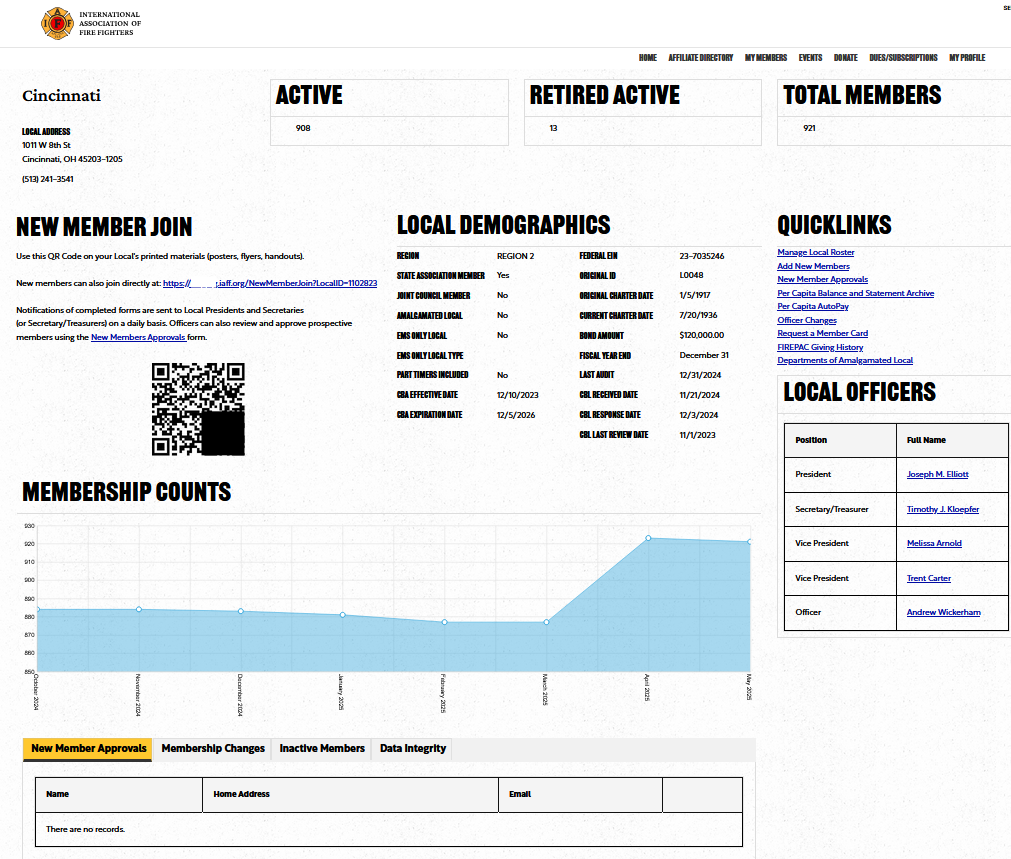 INTERNATIONAL
ASSOCIATION OF
FIRE FIGHTERS
I A F F
HOME AFFILIATE DIRECTORY MY MEMBERS EVENTS DONATE DUES/SUBSCRIPTIONS MY PROFILE
Cincinnati
LOCAL ADDRESS
1011 W 8th St
Cincinnati, OH 45203-1205
(513) 241-3541
ACTIVE
908
RETIRED ACTIVE
13
TOTAL MEMBERS
921
NEW MEMBER JOIN
Use this QR Code on your Local's printed materials (posters, flyers, handouts).
New members can also join directly at: https:// r.iaff.org/NewMemberJoin?LocalID=1102823
Notifications of completed forms are sent to Local Presidents and Secretaries
(or Secretary/Treasurers) on a daily basis. Officers can also review and approve prospective
members using the New Members Approvals form.
LOCAL DEMOGRAPHICS
REGION REGION 2 FEDERAL EIN 23-7035246
STATE ASSOCIATION MEMBER Yes ORIGINAL ID L0048
JOINT COUNCIL MEMBER No ORIGINAL CHARTER DATE 1/5/1917
AMALGAMATED LOCAL No CURRENT CHARTER DATE 7/20/1936
EMS ONLY LOCAL No BOND AMOUNT $120,000.00
EMS ONLY LOCAL TYPE FISCAL YEAR END December 31
PART TIMERS INCLUDED No LAST AUDIT 12/31/2024
CBA EFFECTIVE DATE 12/10/2023 CBL RECEIVED DATE 11/21/2024
CBA EXPIRATION DATE 12/5/2026 CBL RESPONSE DATE 12/3/2024
CBL LAST REVIEW DATE 11/1/2023
QUICKLINKS
Manage Local Roster
Add New Members
New Member Approvals
Per Capita Balance and Statement Archive
Per Capita AutoPay
Officer Changes
Request a Member Card
FIREPAC Giving History
Departments of Amalgamated Local
LOCAL OFFICERS
Position Full Name
President Joseph M. Elliott
Secretary/Treasurer Timothy J. Kloepfer
Vice President Melissa Arnold
Vice President Trent Carter
Officer Andrew Wickerham
MEMBERSHIP COUNTS
930
920
910
900
890
880
870
860
850
October 2024
November 2024
December 2024
January 2025
February 2025
March 2025
April 2025
May 2025
New Member Approvals Membership Changes Inactive Members Data Integrity
Name Home Address Email
There are no records.